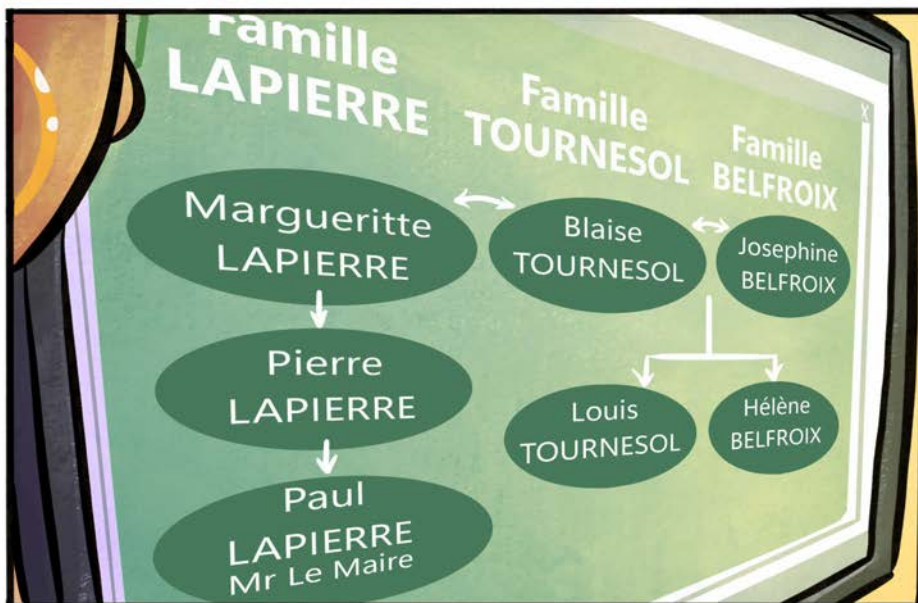 Famille
LAPIERRE
Famille
TOURNESOL
Famille
BELFROIX
Margueritte
LAPIERRE
Blaise
TOURNESOL
Josephine
BELFROIX
Pierre
LAPIERRE
Louis
TOURNESOL
Hélène
BELFROIX
Paul
LAPIERRE
Mr Le Maire
X